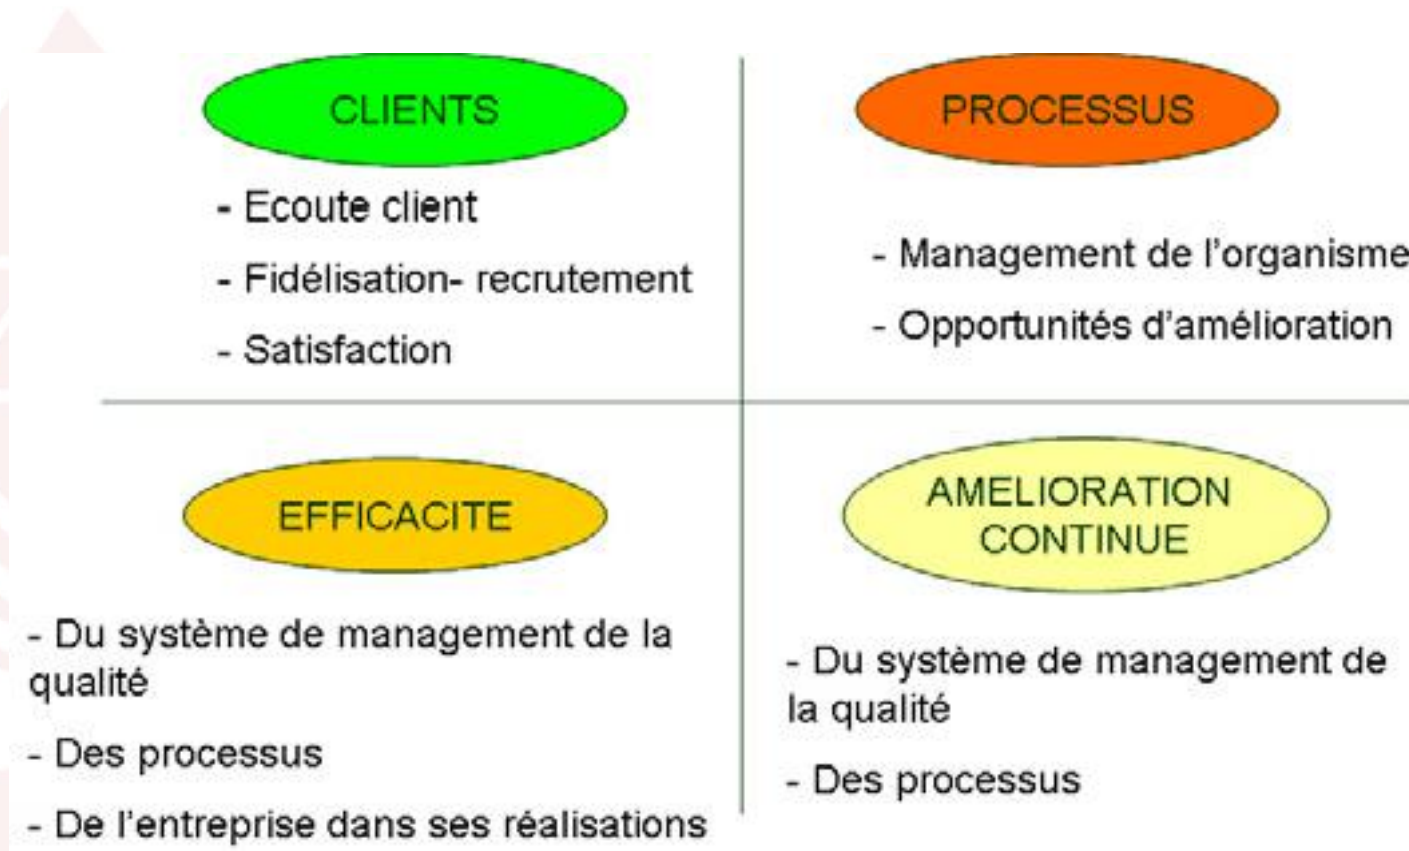 CLIENTS
- Ecoute client
- Fidélisation- recrutement
- Satisfaction
PROCESSUS
- Management de l'organisme
- Opportunités d'amélioration
EFFICACITE
- Du système de management de la
qualité
- Des processus
- De l'entreprise dans ses réalisations
AMELIORATION
CONTINUE
- Du système de management de
la qualité
- Des processus